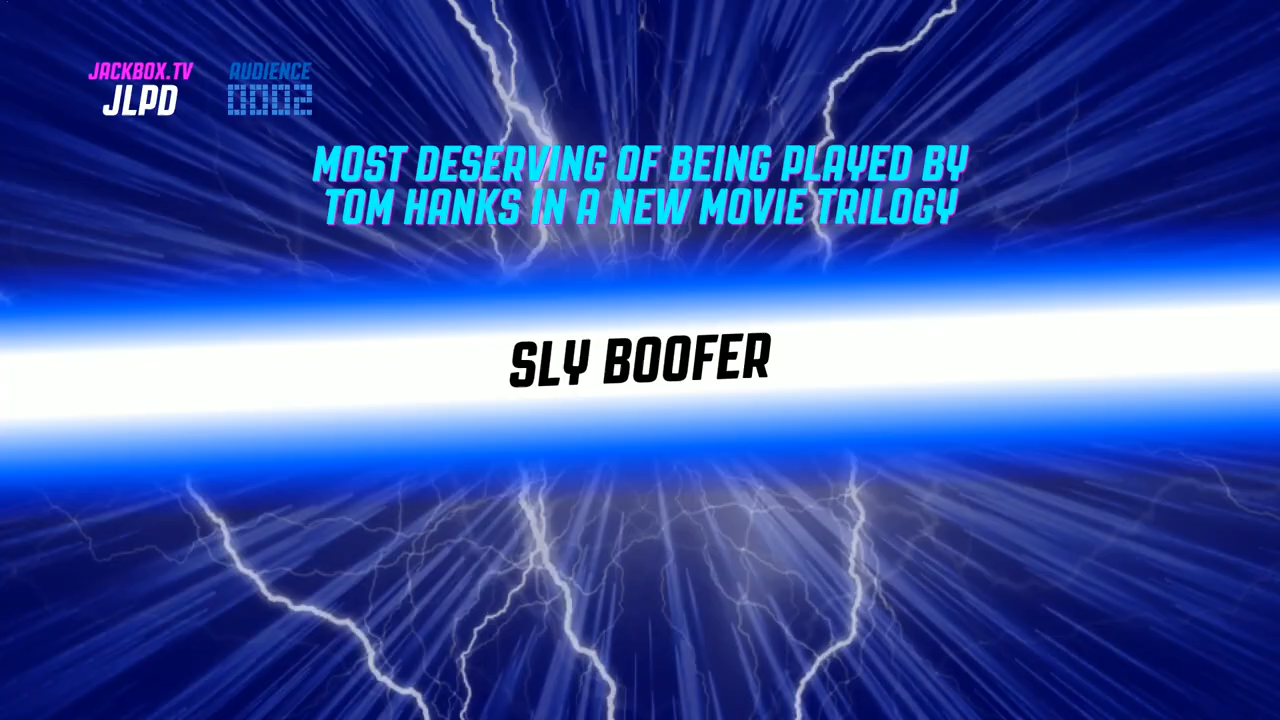 JACKBOX.TV
JLPD
AUDIENCE
0002
MOST DESERVING OF BEING PLAYED BY
TOM HANKS IN A NEW MOVIE TRILOGY
SLY BOOFER